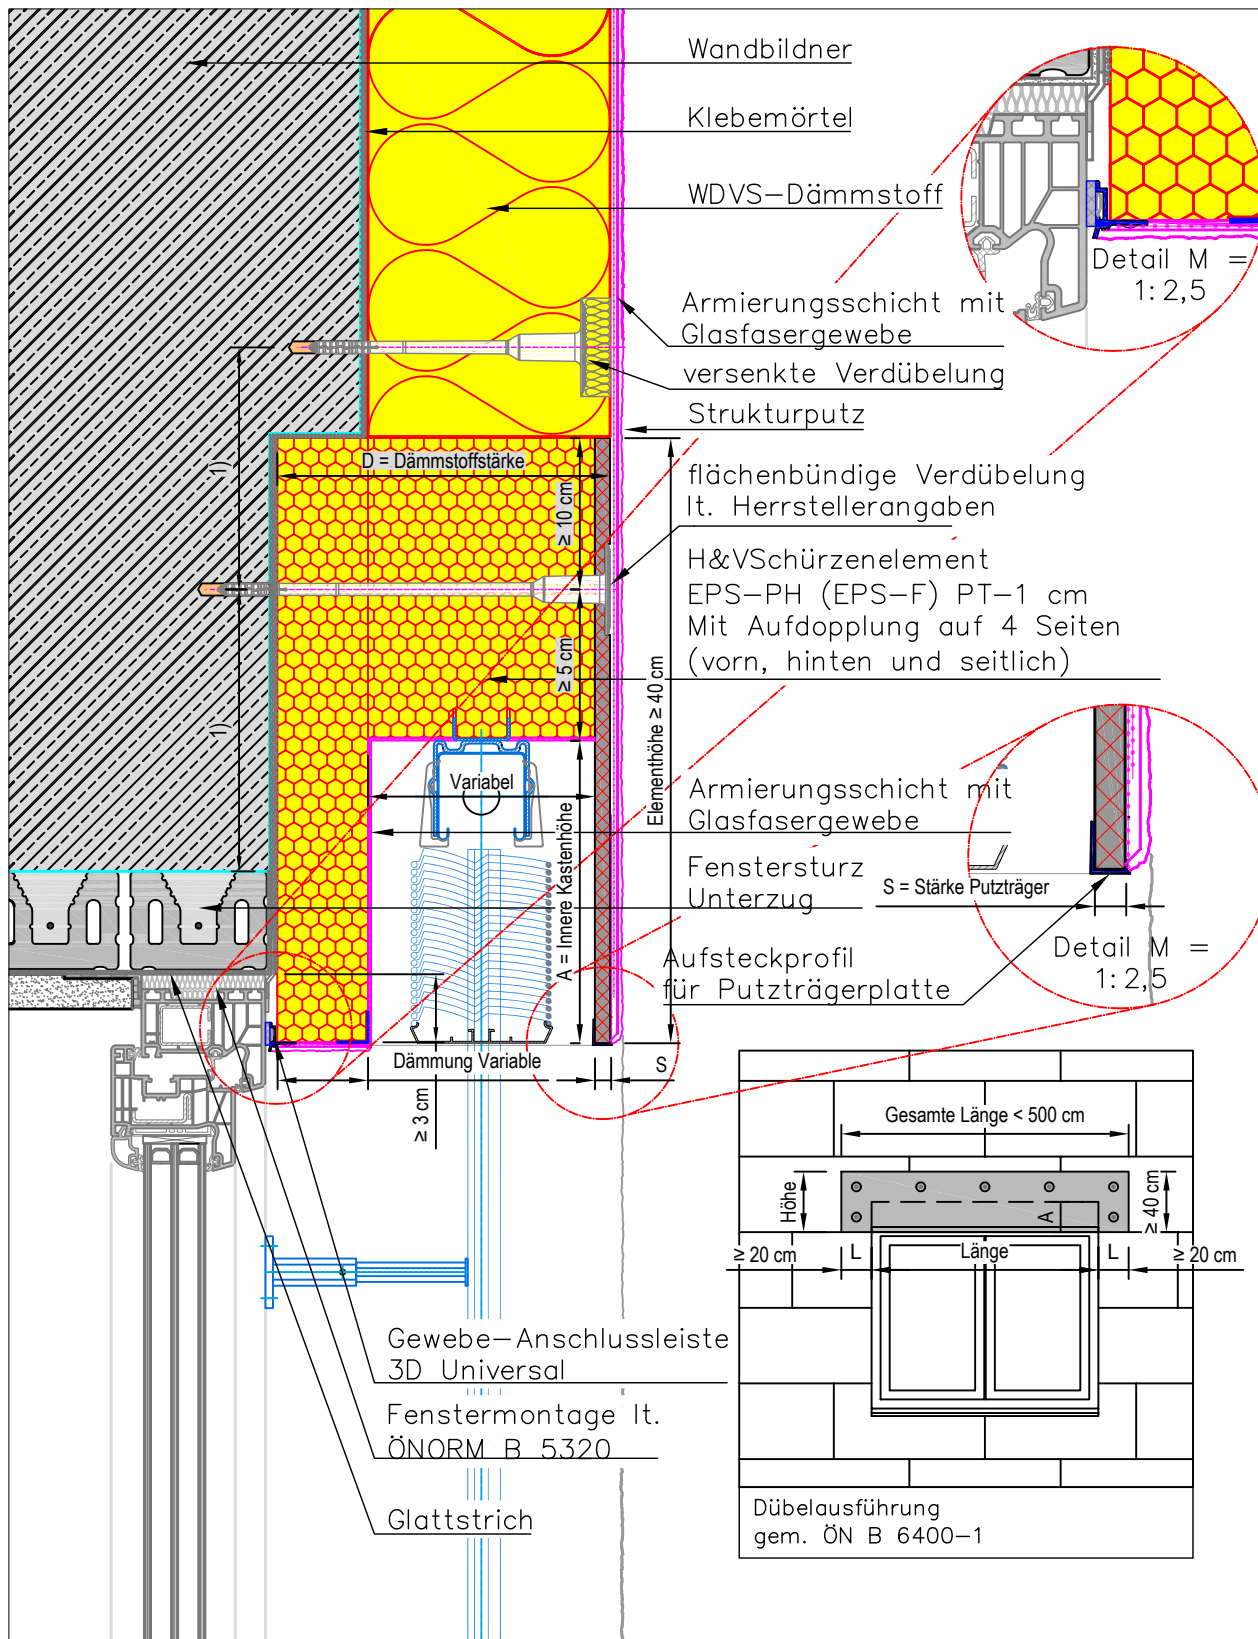 Wandbildner
Klebemörtel
WDVS-Dämmstoff
Detail M =
1:2,5
Armierungsschicht mit
Glasfasergewebe
versenkte Verdübelung
Strukturputz
D = Dämmstoffstärke
flächenbündige Verdübelung
lt. Herrstellerangaben
H&VSchürzenelement
EPS-PH (EPS-F) PT-1 cm
Mit Aufdopplung auf 4 Seiten
(vorn, hinten und seitlich)
1)
1)
≥ 10 cm
≥ 5 cm
Elementhöhe ≥ 40 cm
Variabel
A = Innere Kastenhöhe
Armierungsschicht mit
Glasfasergewebe
Fenstersturz
Unterzug
S = Stärke Putzträger
Detail M =
1:2,5
Aufsteckprofil
für Putzträgerplatte
Dämmung Variable
S
≥ 3 cm
Gesamte Länge < 500 cm
Höhe
A
≥ 40 cm
≥ 20 cm
L
Länge
L
≥ 20 cm
Gewebe-Anschlussleiste
3D Universal
Fenstermontage lt.
ÖNORM B 5320
Glattstrich
Dübelausführung
gem. ÖN B 6400-1